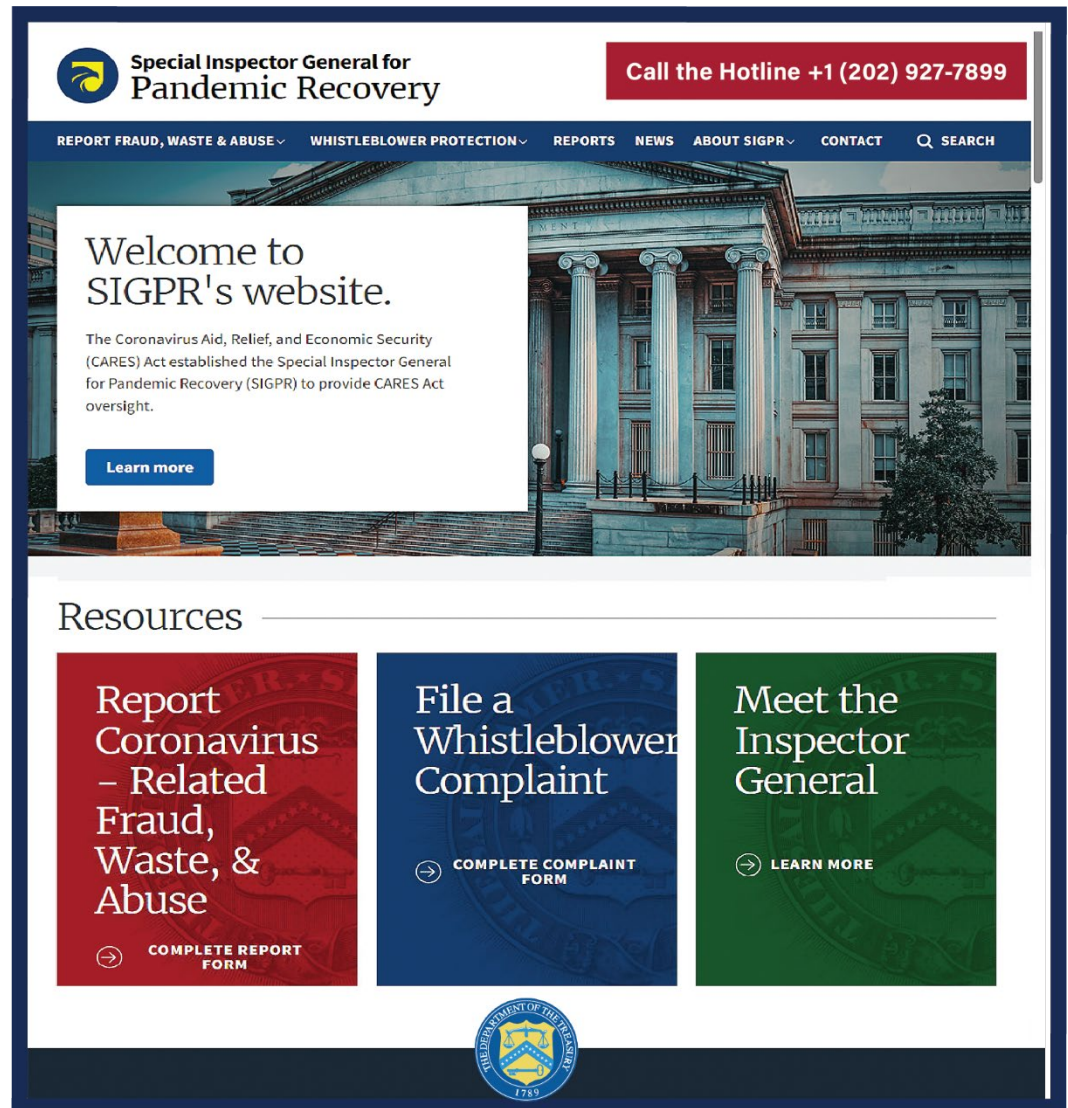 Special Inspector General for
Pandemic Recovery
Call the Hotline +1 (202) 927-7899
REPORT FRAUD, WASTE & ABUSE WHISTLEBLOWER PROTECTION REPORTS NEWS ABOUT SIGPR CONTACT SEARCH
Welcome to
SIGPR's website.
The Coronavirus Aid, Relief, and Economic Security
(CARES) Act established the Special Inspector General
for Pandemic Recovery (SIGPR) to provide CARES Act
oversight.
Learn more
Resources
Report
Coronavirus
– Related
Fraud,
Waste, &
Abuse
COMPLETE REPORT
FORM
File a
Whistleblower
Complaint
COMPLETE COMPLAINT
FORM
Meet the
Inspector
General
LEARN MORE
THE DEPARTMENT OF THE TREASURY
1789